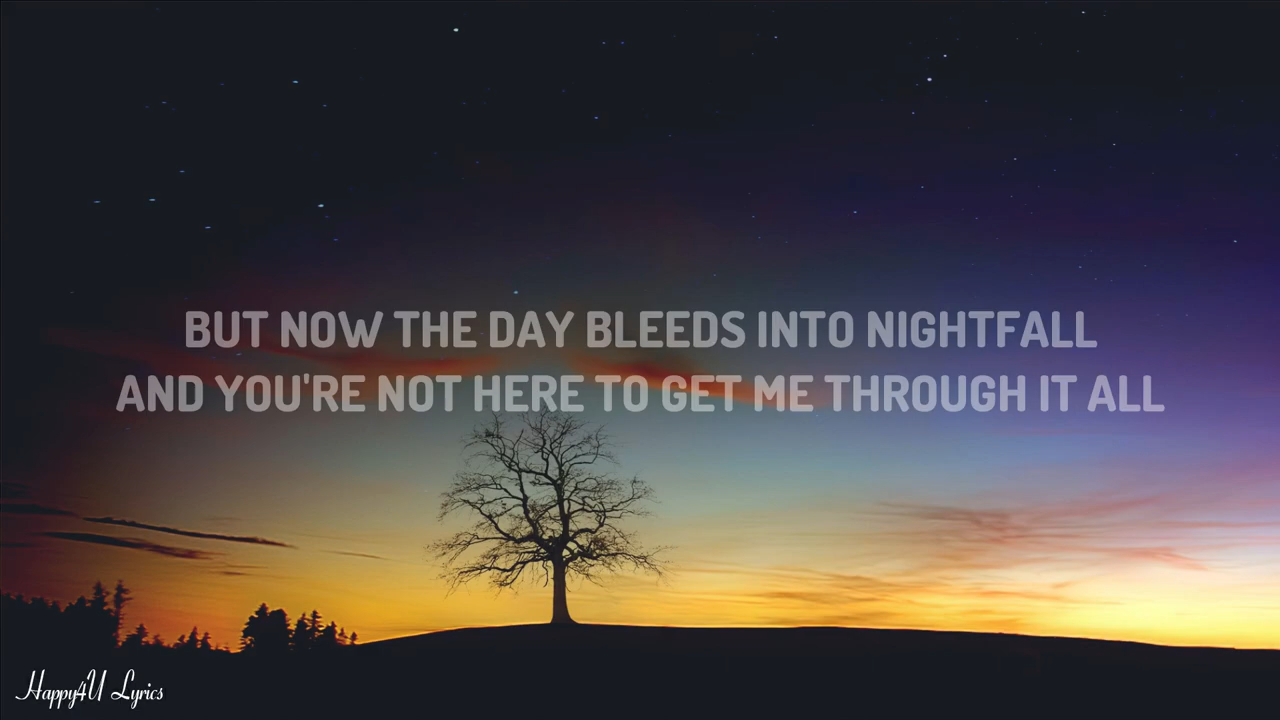 BUT NOW THE DAY BLEEDS INTO NIGHTFALL
AND YOU'RE NOT HERE TO GET ME THROUGH IT ALL
Happy4U Lyrics